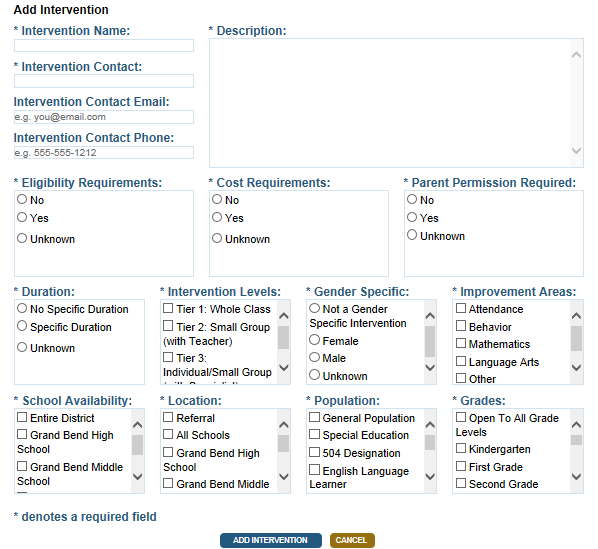 Add Intervention
* Intervention Name:
* Description:
* Intervention Contact:
Intervention Contact Email:
e.g. you@email.com
Intervention Contact Phone:
e.g. 555-555-1212
* Eligibility Requirements:
No
Yes
Unknown
* Cost Requirements:
No
Yes
Unknown
* Parent Permission Required:
No
Yes
Unknown
* Duration:
No Specific Duration
Specific Duration
Unknown
* Intervention Levels:
Tier 1: Whole Class
Tier 2: Small Group
(with Teacher)
Tier 3:
Individual/Small Group
* Gender Specific:
Not a Gender
Specific Intervention
Female
Male
Unknown
* Improvement Areas:
Attendance
Behavior
Mathematics
Language Arts
Other
* School Availability:
Entire District
Grand Bend High
School
Grand Bend Middle
School
* Location:
Referral
All Schools
Grand Bend High
School
Grand Bend Middle
* Population:
General Population
Special Education
504 Designation
English Language
Learner
* Grades:
Open To All Grade
Levels
Kindergarten
First Grade
Second Grade
* denotes a required field
ADD INTERVENTION
CANCEL